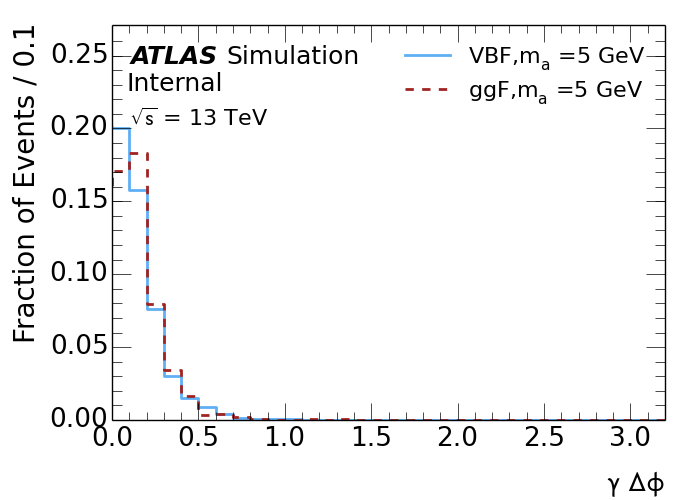 ATLAS Simulation
Internal
√s = 13 TeV
VBF,mₐ =5 GeV
ggF,mₐ =5 GeV
Fraction of Events / 0.1
0.25
0.20
0.15
0.10
0.05
0.00
0.0 0.5 1.0 1.5 2.0 2.5 3.0
γ Δϕ